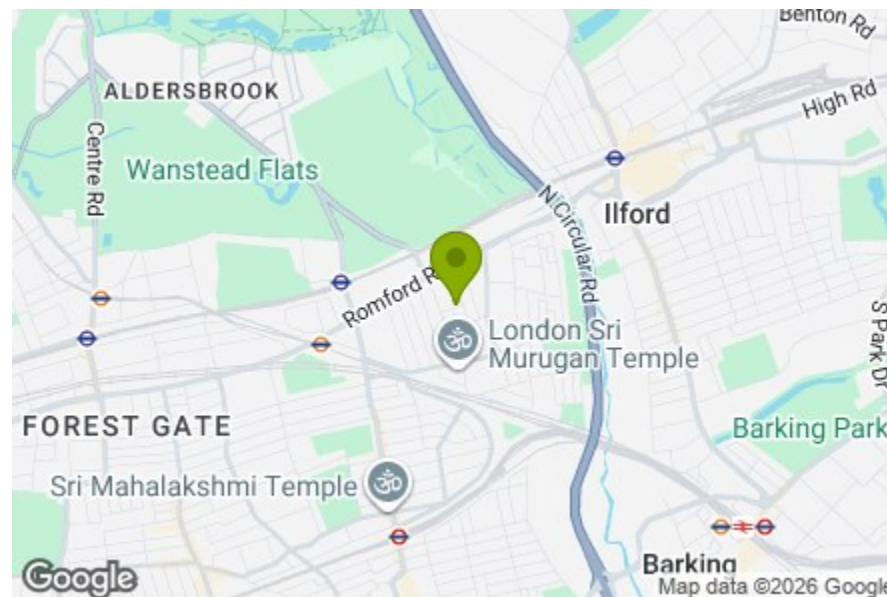 Benton Rd
ALDERSBROOK
High Rd
Centre Rd
Wanstead Flats
N Circular Rd
Ilford
Romford R
London Sri
Murugan Temple
S Park Dr
FOREST GATE
Barking Park
Sri Mahalakshmi Temple
ॐ
ॐ
Barking
Google
Map data ©2026 Google